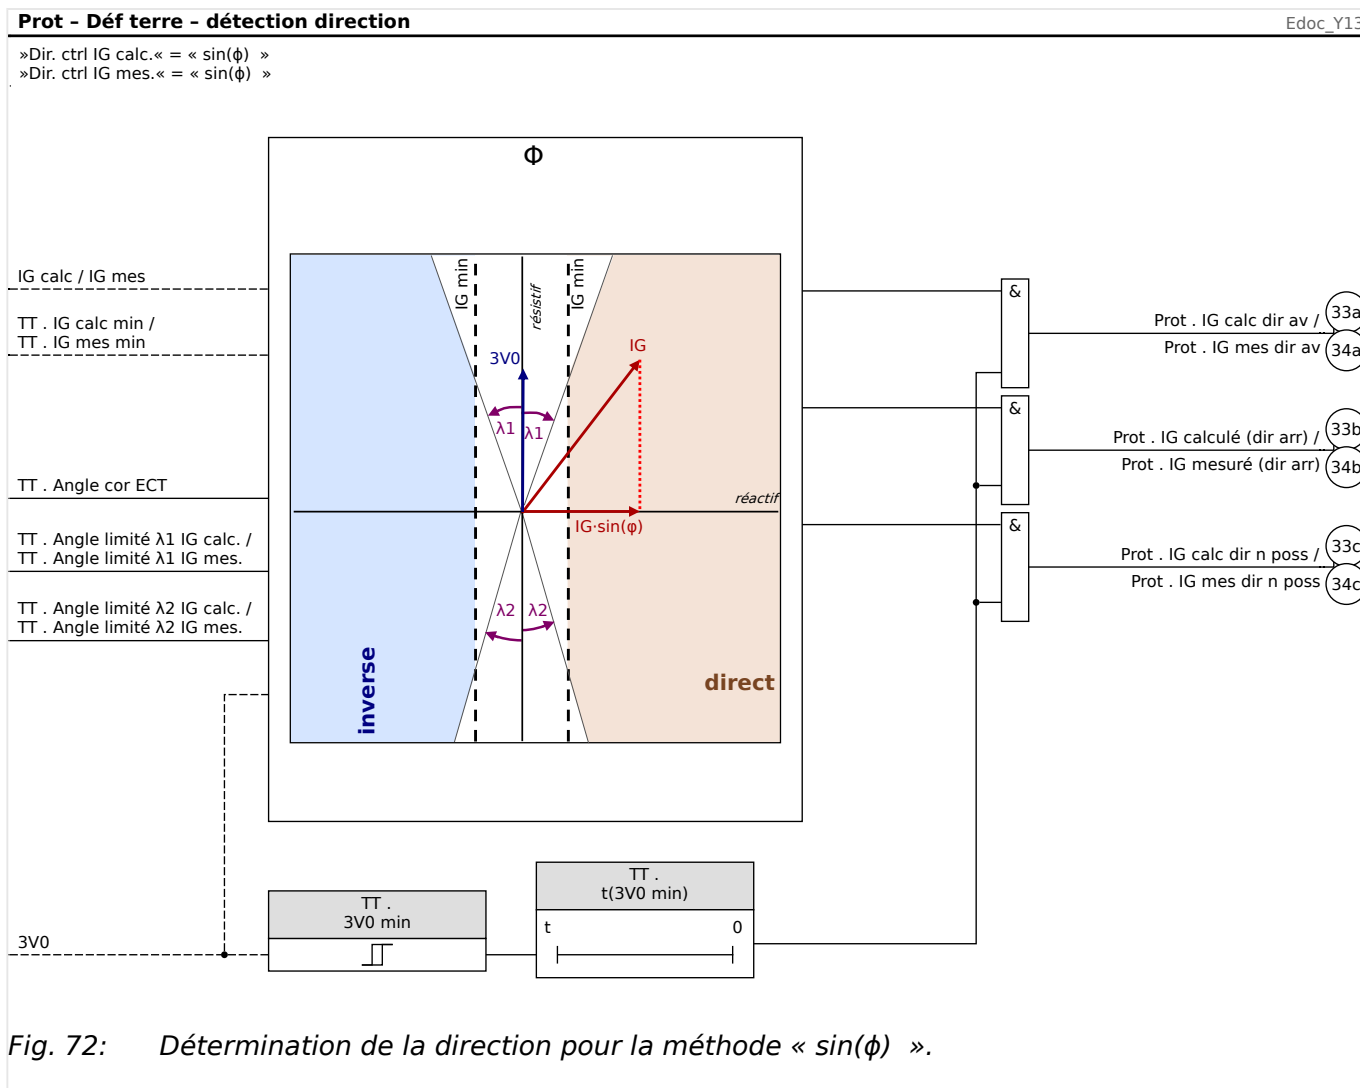 Prot – Déf terre – détection direction
Edoc_Y13
»Dir. ctrl IG calc.« = « sin(ϕ)  »
»Dir. ctrl IG mes.« = « sin(ϕ)  »
Φ
IG calc / IG mes
TT . IG calc min /
TT . IG mes min
TT . Angle cor ECT
TT . Angle limité λ1 IG calc. /
TT . Angle limité λ1 IG mes.
TT . Angle limité λ2 IG calc. /
TT . Angle limité λ2 IG mes.
3V0
IG min
résistif
IG min
3V0
IG
λ1
λ1
réactif
IG·sin(φ)
λ2
λ2
inverse
direct
&
Prot . IG calc dir av /
33a
Prot . IG mes dir av
34a
&
Prot . IG calculé (dir arr) /
33b
Prot . IG mesuré (dir arr)
34b
&
Prot . IG calc dir n poss /
33c
Prot . IG mes dir n poss
34c
TT .
3V0 min
TT .
t(3V0 min)
t
0
Fig. 72: Détermination de la direction pour la méthode « sin(ϕ)  ».